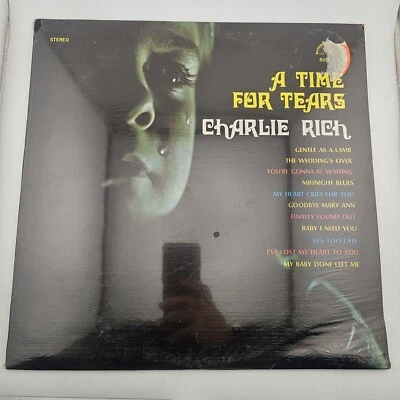 STEREO
A TIME
FOR TEARS
CHARLIE RICH
GENTLE AS A LAMB
THE WEDDING'S OVER
YOU'RE GONNA BE WAITING
MIDNIGHT BLUES
MY HEART CRIES FOR YOU
GOODBYE MARY ANN
FINALLY FOUND OUT
BABY I NEED YOU
IT'S TOO LATE
I'VE LOST MY HEART TO YOU
MY BABY DONE LEFT ME